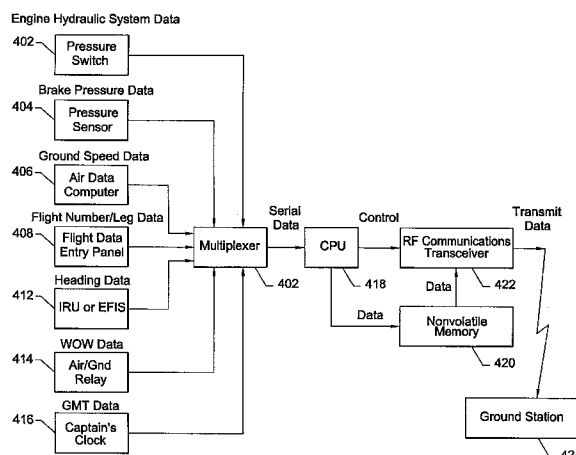 Engine Hydraulic System Data
402
Pressure
Switch
Brake Pressure Data
404
Pressure
Sensor
Ground Speed Data
406
Air Data
Computer
Flight Number/Leg Data
408
Flight Data
Entry Panel
Heading Data
412
IRU or EFIS
WOW Data
414
Air/Gnd
Relay
GMT Data
416
Captain's
Clock
Multiplexer
402
Serial
Data
CPU
418
Control
RF Communications
Transceiver
422
Transmit
Data
Data
Data
Nonvolatile
Memory
420
Ground Station